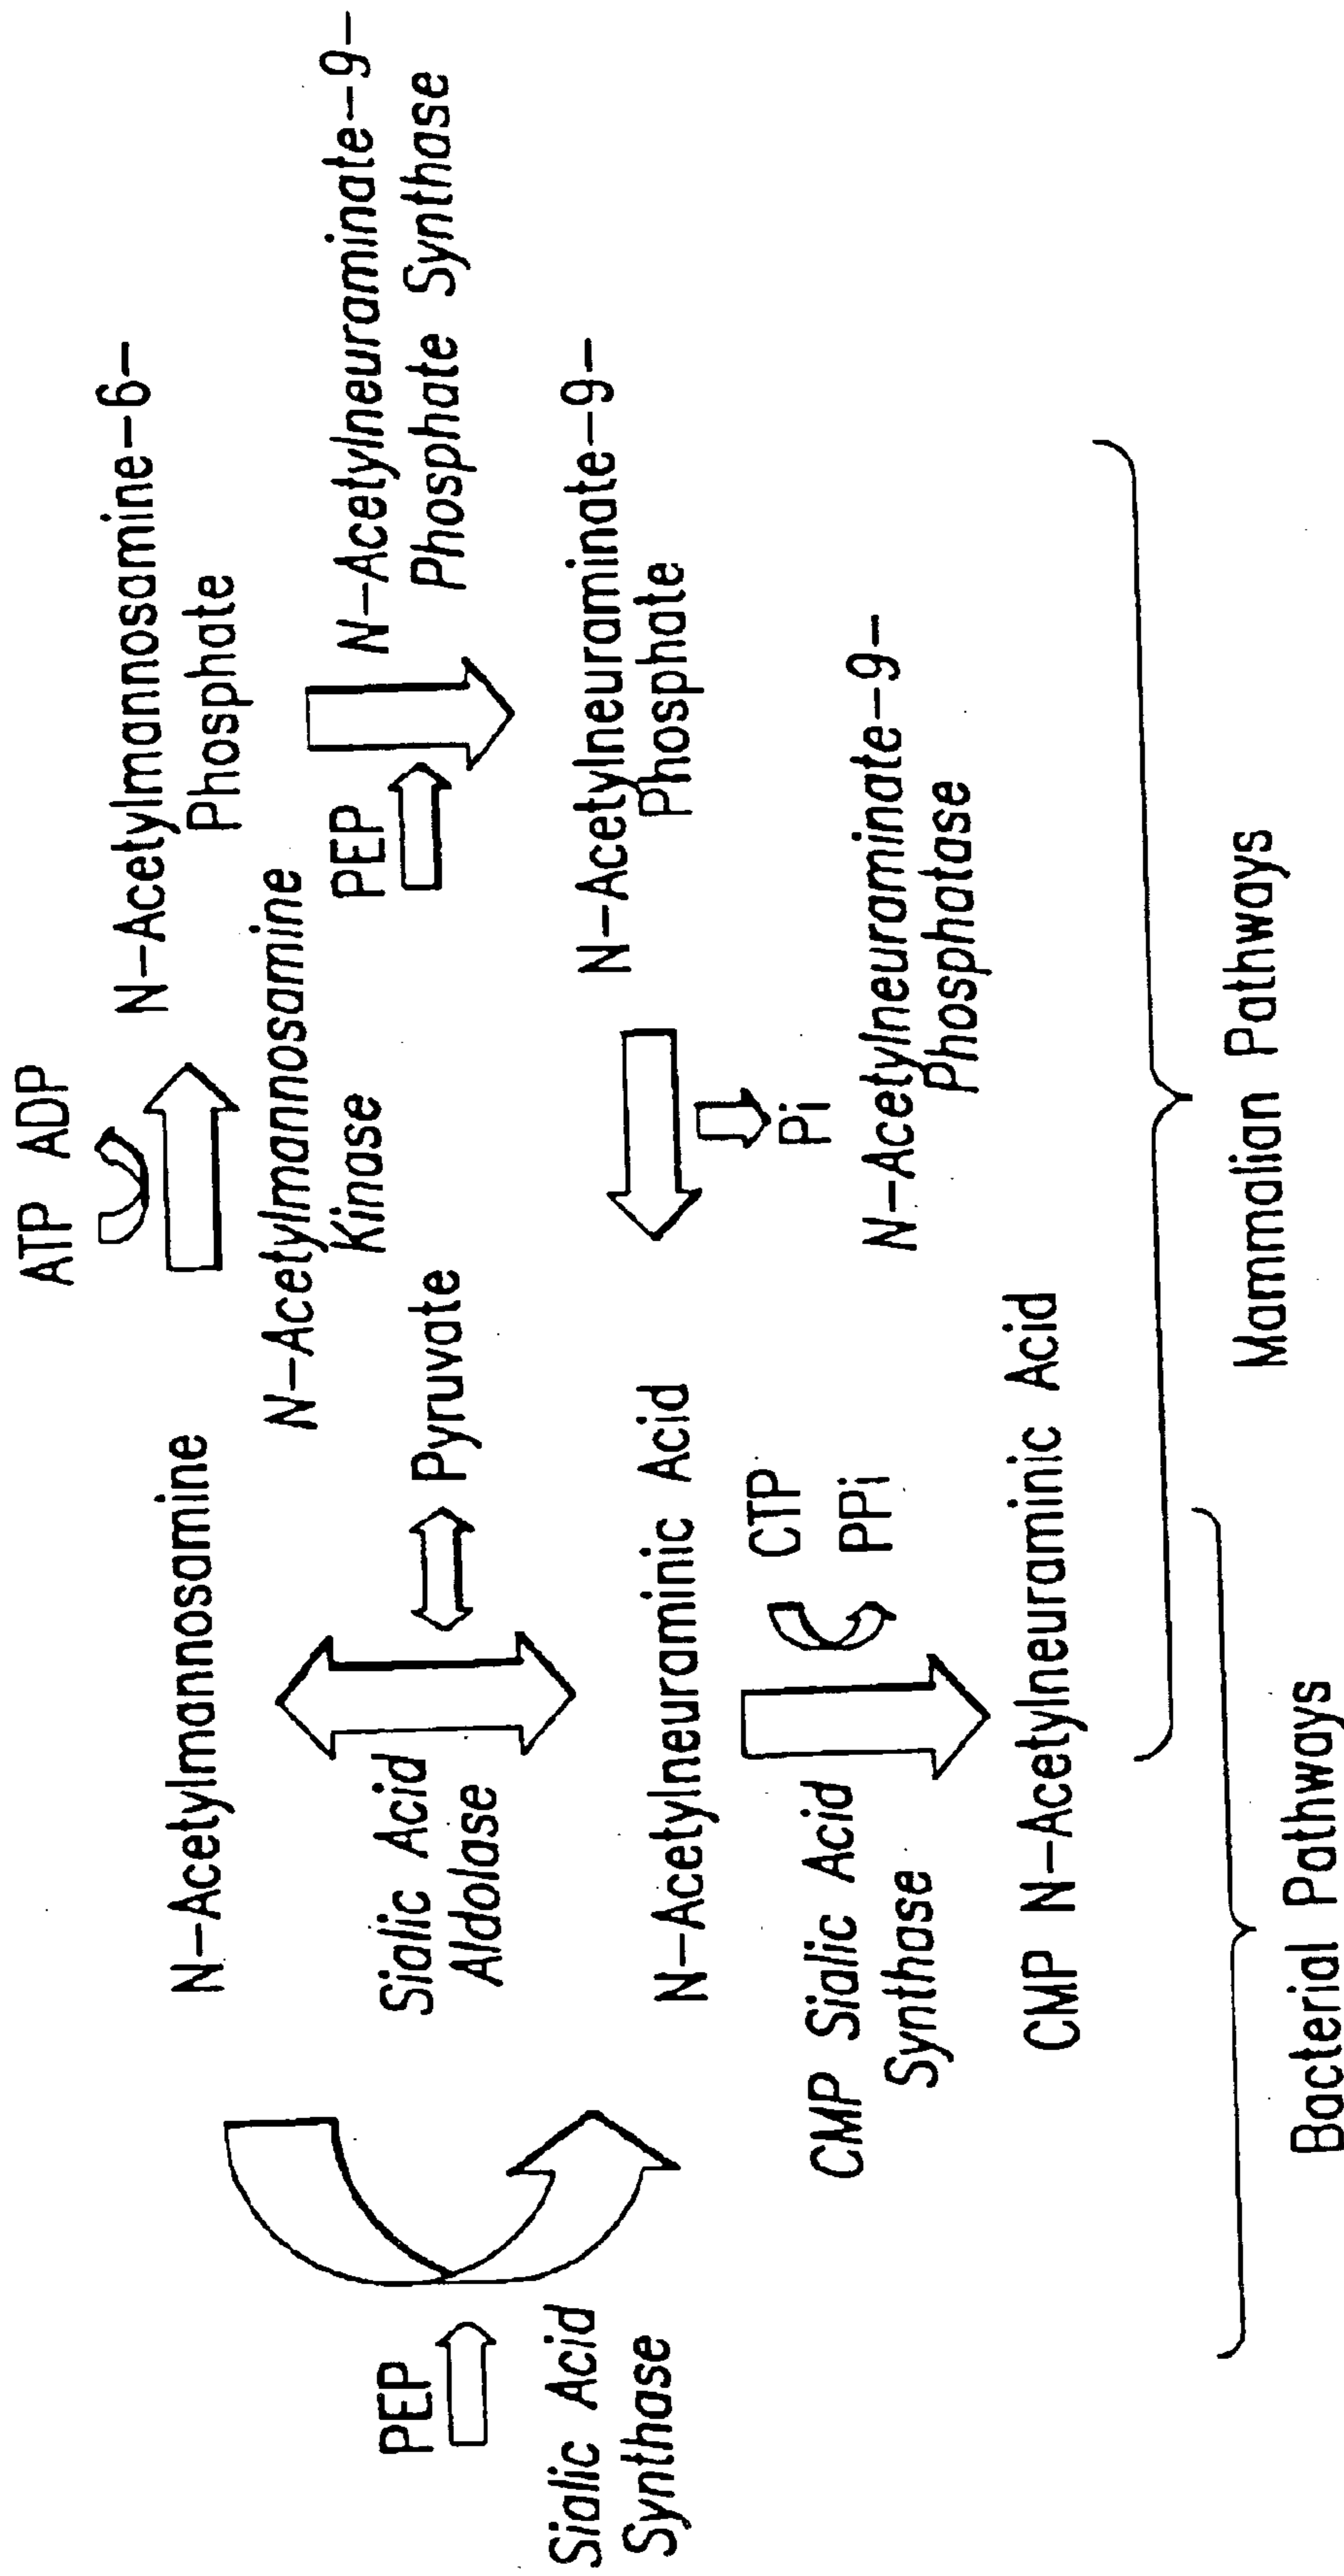 ATP ADP
N-Acetylmannosamine
N-Acetylmannosamine-6-
Phosphate
N-Acetylmannosamine
Kinase
PEP
Sialic Acid
Synthase
Sialic Acid
Aldolase
Pyruvate
PEP
N-Acetylneuraminate-9-
Phosphate Synthase
N-Acetylneuraminic Acid
N-Acetylneuraminate-9-
Phosphate
Pi
CMP Sialic Acid
Synthase
CTP
PPi
N-Acetylneuraminate-9-
Phosphatase
CMP N-Acetylneuraminic Acid
Bacterial Pathways
Mammalian Pathways